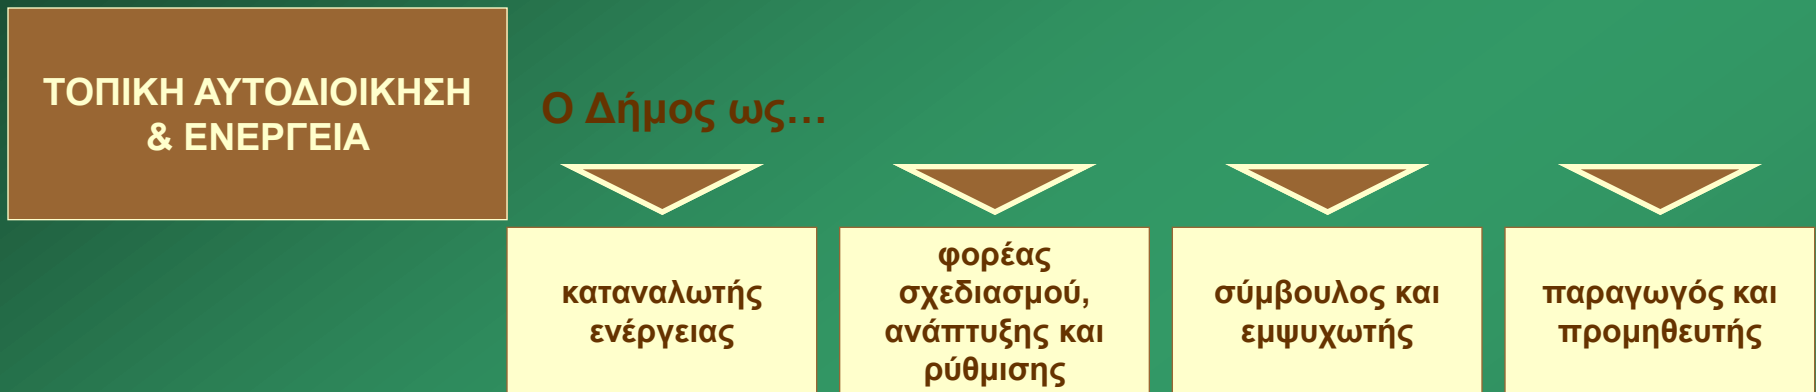 ΤΟΠΙΚΗ ΑΥΤΟΔΙΟΙΚΗΣΗ
& ΕΝΕΡΓΕΙΑ
Ο Δήμος ως…
καταναλωτής
ενέργειας
φορέας
σχεδιασμού,
ανάπτυξης και
ρύθμισης
σύμβουλος και
εμψυχωτής
παραγωγός και
προμηθευτής